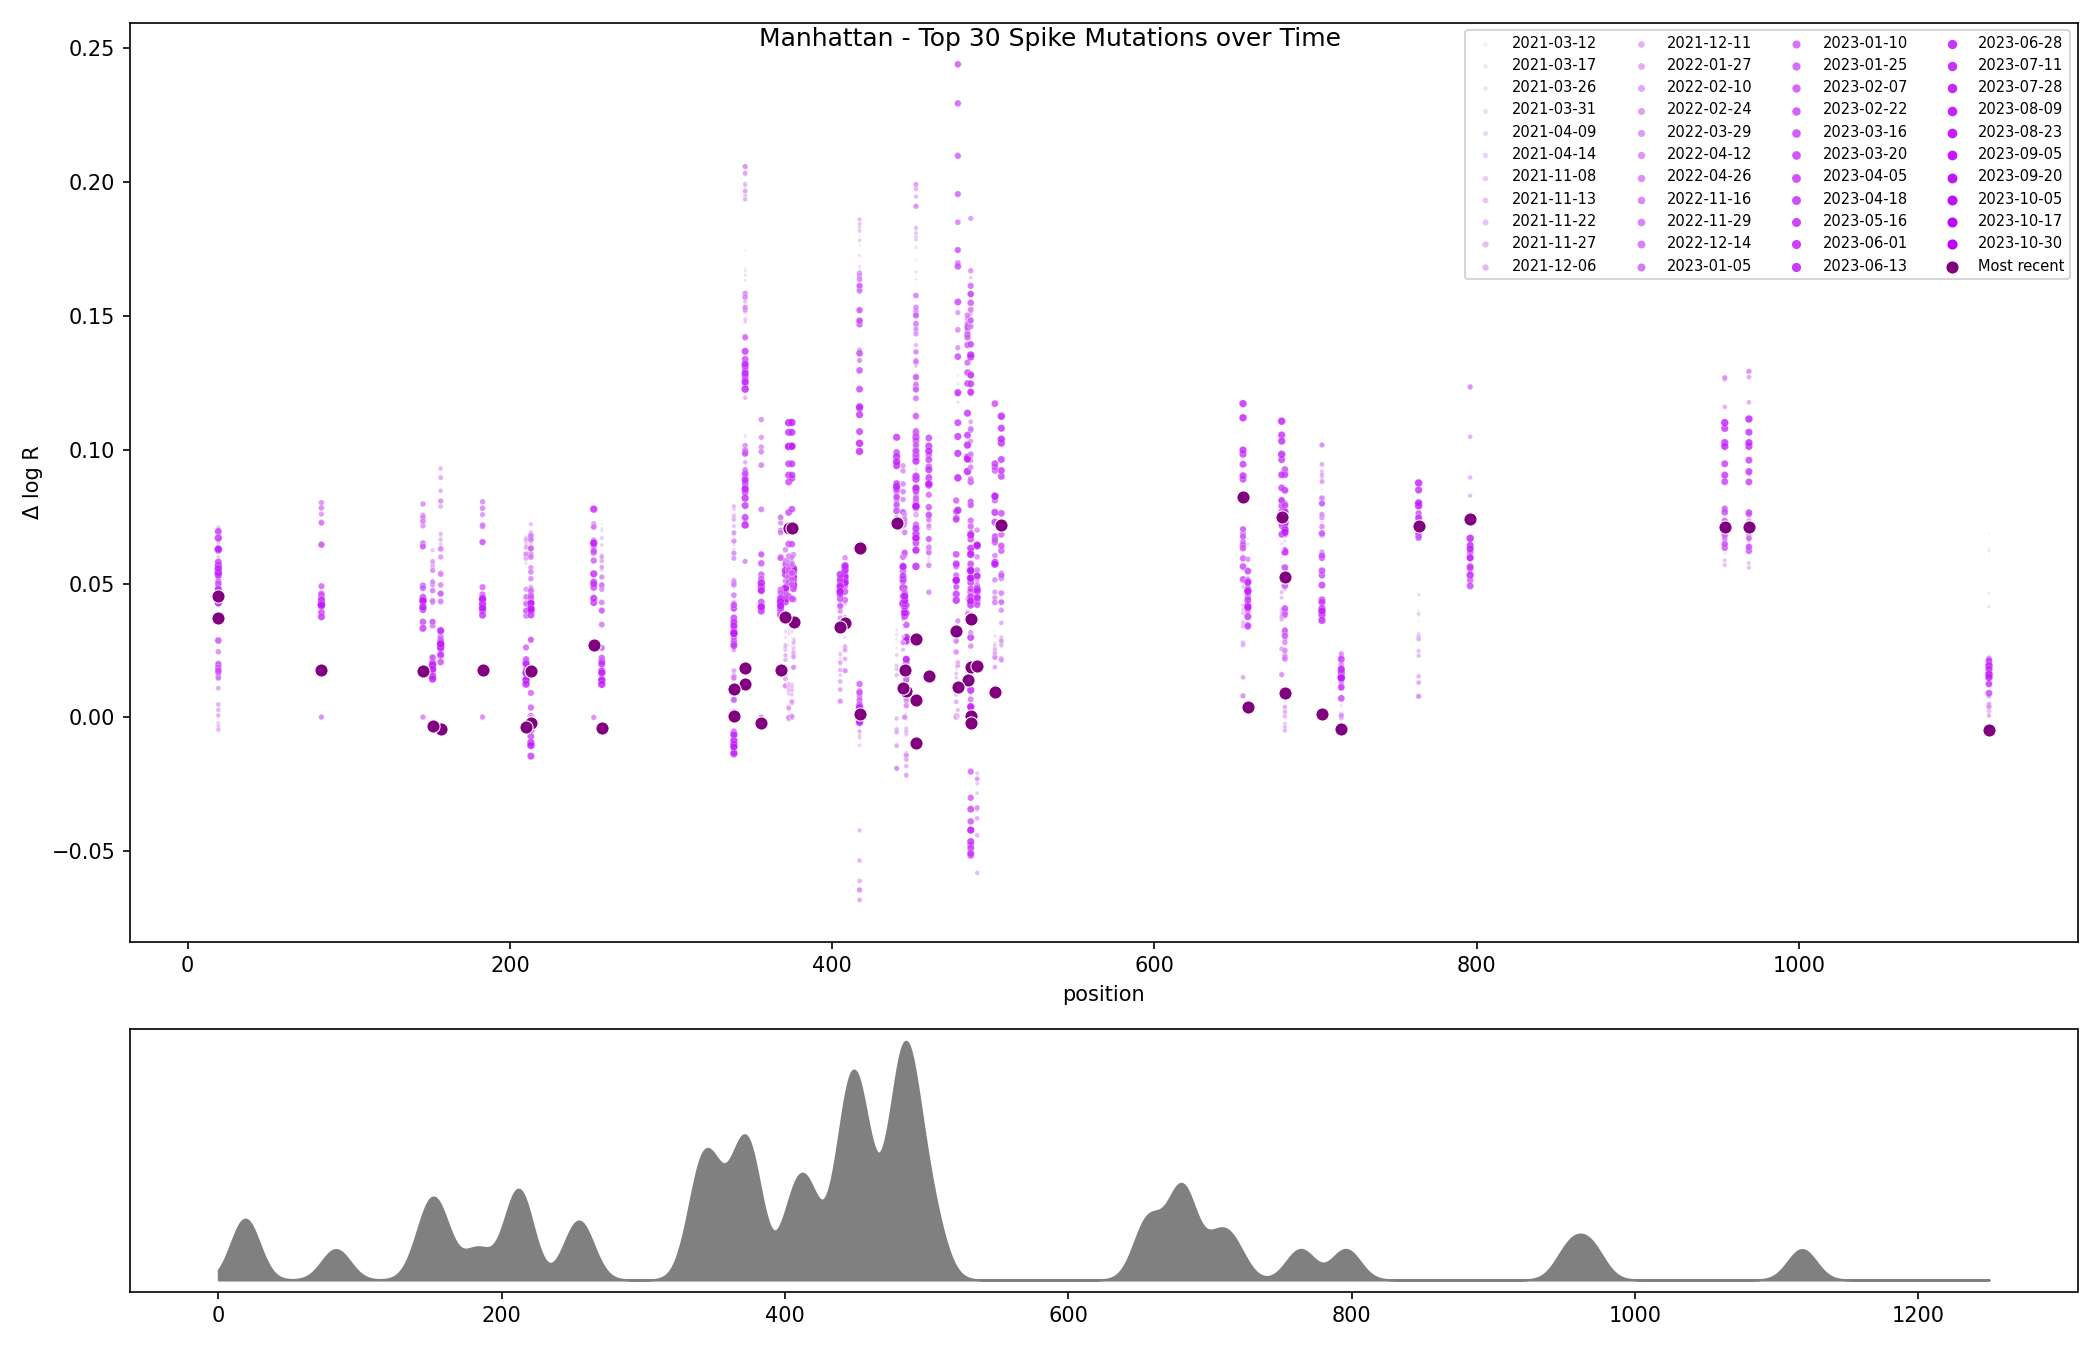 Manhattan - Top 30 Spike Mutations over Time
0.25
0.20
0.15
0.10
0.05
0.00
−0.05
Δ log R
2021-03-12 2021-12-11 2023-01-10 2023-06-28
2021-03-17 2022-01-27 2023-01-25 2023-07-11
2021-03-26 2022-02-10 2023-02-07 2023-07-28
2021-03-31 2022-02-24 2023-02-22 2023-08-09
2021-04-09 2022-03-29 2023-03-16 2023-08-23
2021-04-14 2022-04-12 2023-03-20 2023-09-05
2021-11-08 2022-04-26 2023-04-05 2023-09-20
2021-11-13 2022-11-16 2023-04-18 2023-10-05
2021-11-22 2022-11-29 2023-05-16 2023-10-17
2021-11-27 2022-12-14 2023-06-01 2023-10-30
2021-12-06 2023-01-05 2023-06-13 Most recent
0 200 400 600 800 1000
position
0 200 400 600 800 1000 1200